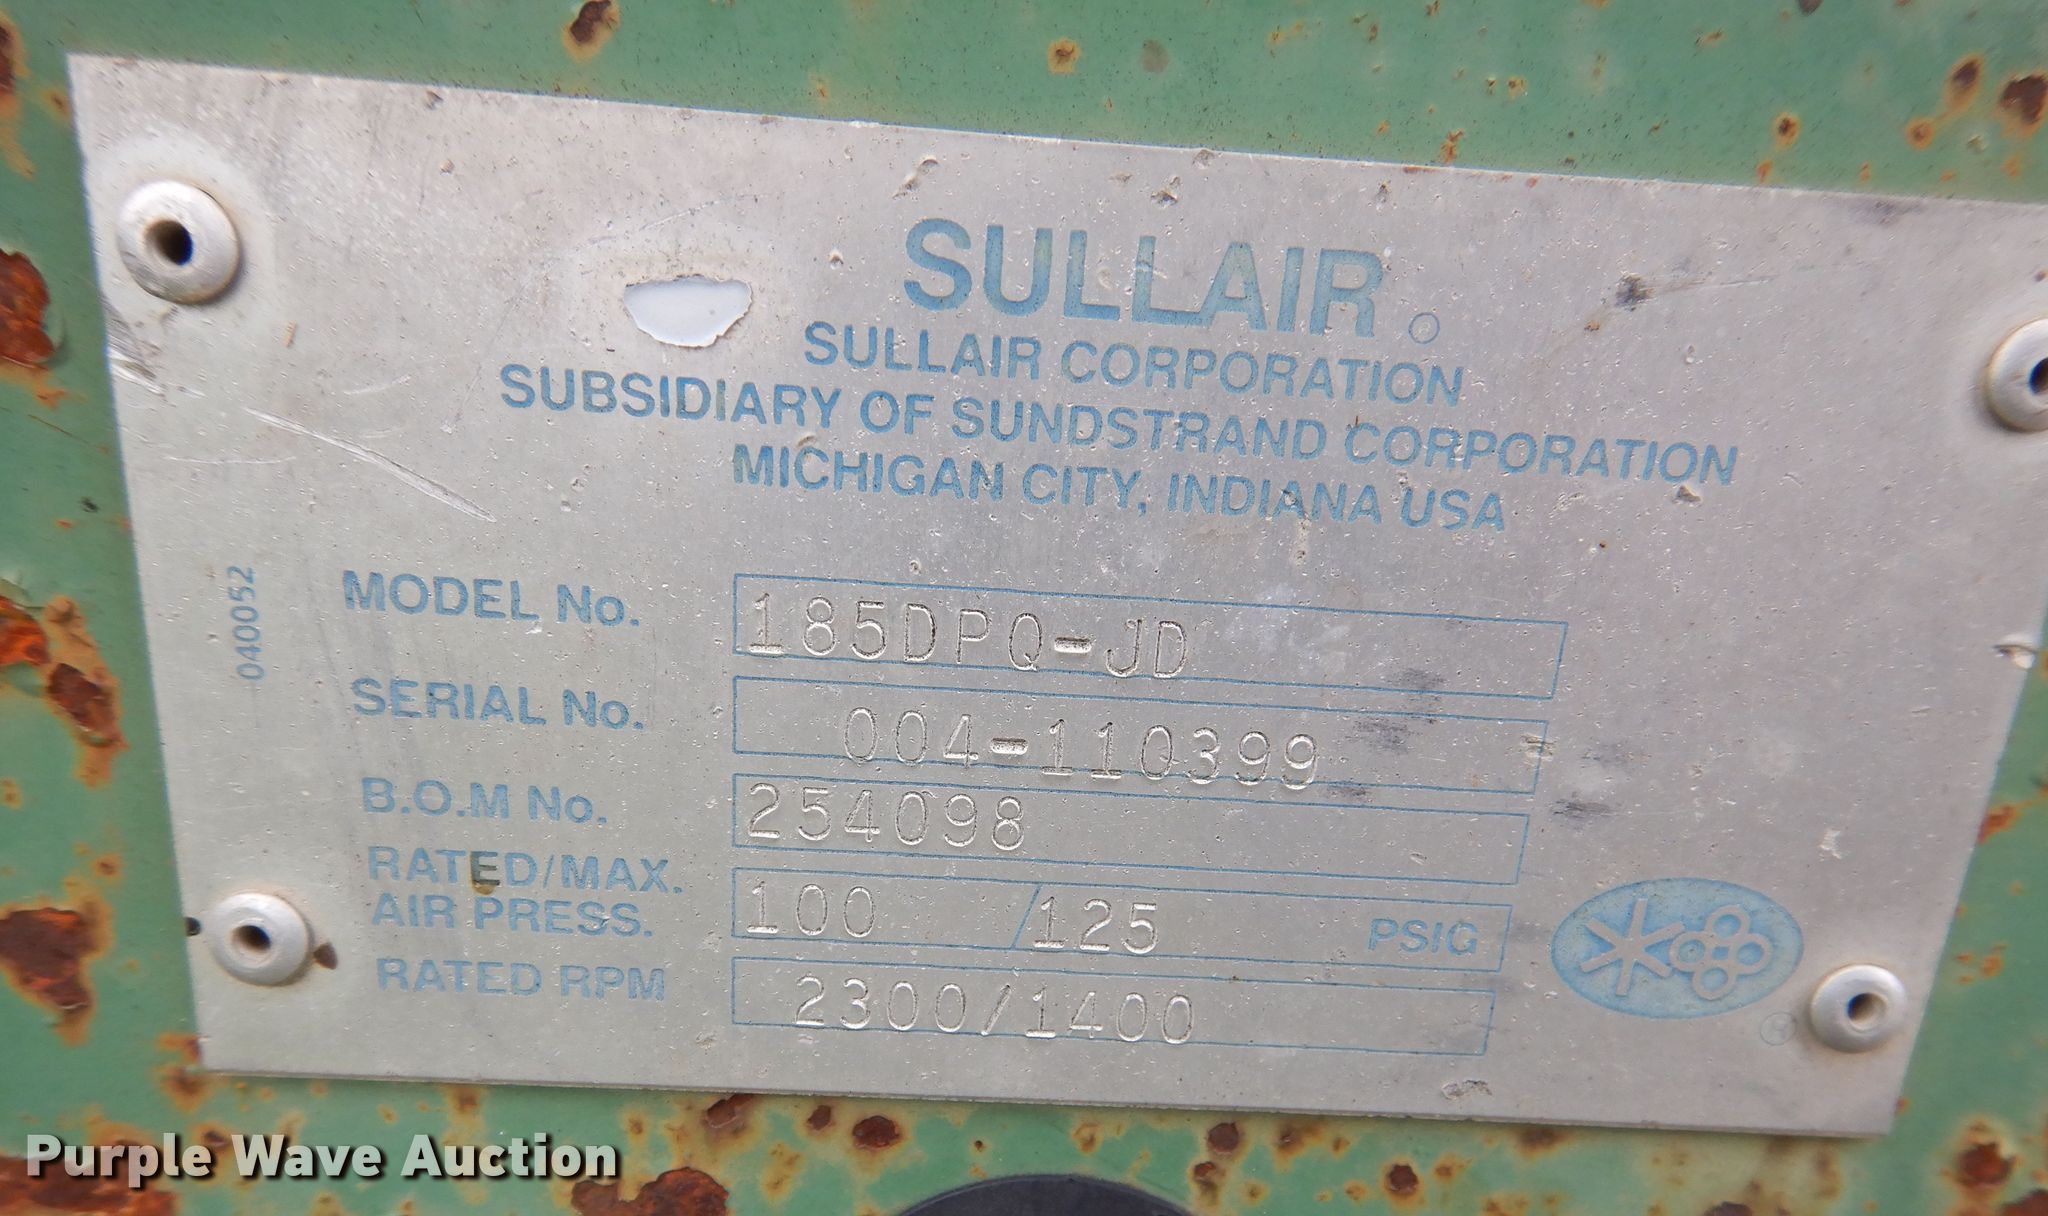 SULLAIR
SULLAIR CORPORATION
SUBSIDIARY OF SUNDSTRAND CORPORATION
MICHIGAN CITY, INDIANA USA
040052
MODEL No. 185DPQ-JD
SERIAL No. 004-110399
B.O.M No. 254098
RATED/MAX.
AIR PRESS. 100 /125 PSIG
RATED RPM 2300/1400
®
Purple Wave Auction